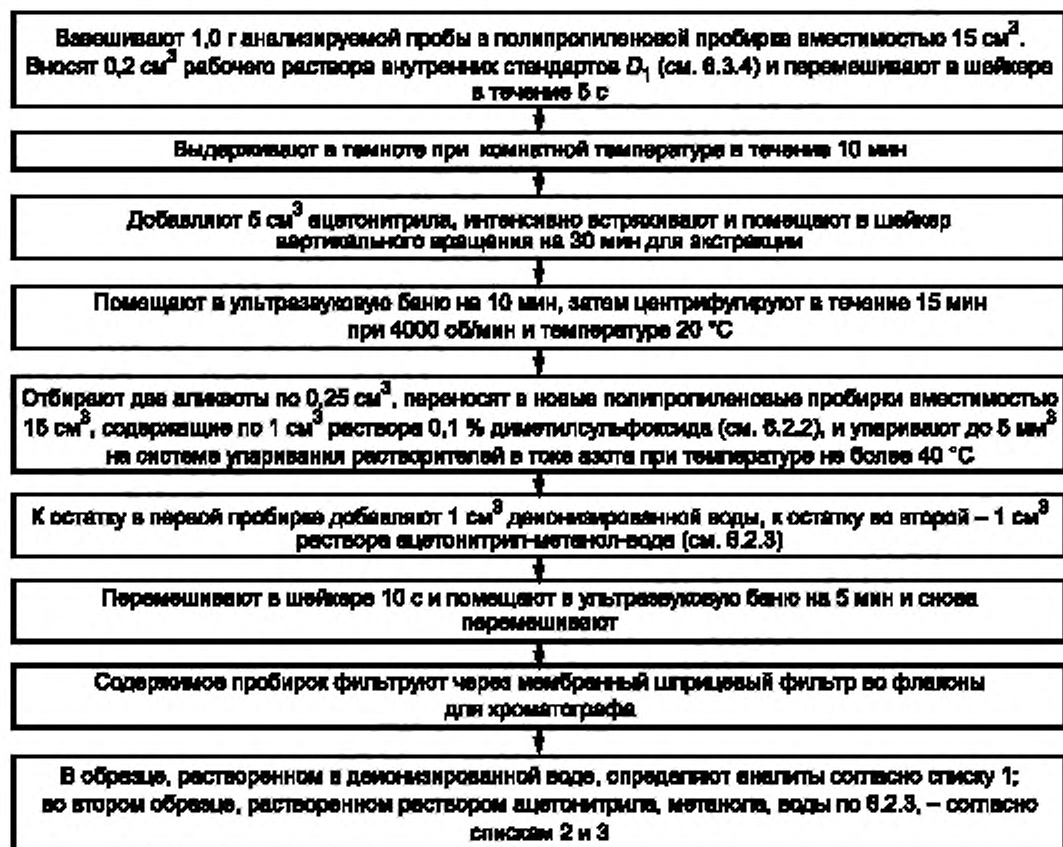 Взвешивают 1,0 г анализируемой пробы в полипропиленовой пробирке вместимостью 15 см³.
Вносят 0,2 см³ рабочего раствора внутренних стандартов D₁ (см. 6.3.4) и перемешивают в шейкере
в течение 5 с
Выдерживают в темноте при комнатной температуре в течение 10 мин
Добавляют 5 см³ ацетонитрила, интенсивно встряхивают и помещают в шейкер
вертикального вращения на 30 мин для экстракции
Помещают в ультразвуковую баню на 10 мин, затем центрифугируют в течение 15 мин
при 4000 об/мин и температуре 20 °С
Отбирают два аликвоты по 0,25 см³, переносят в новые полипропиленовые пробирки вместимостью
15 см³, содержащие по 1 см³ раствора 0,1 % диметилсульфоксида (см. 6.2.2), и упаривают до 5 мм³
на системе упаривания растворителей в токе азота при температуре не более 40 °С
К остатку в первой пробирке добавляют 1 см³ деионизированной воды, к остатку во второй – 1 см³
раствора ацетонитрил-метанол-вода (см. 6.2.3)
Перемешивают в шейкере 10 с и помещают в ультразвуковую баню на 5 мин и снова
перемешивают
Содержимое пробирок фильтруют через мембранный шприцевый фильтр во флаконы
для хроматографа
В образце, растворенном в деионизированной воде, определяют аналиты согласно списку 1;
во втором образце, растворенном раствором ацетонитрила, метанола, воды по 6.2.3, – согласно
спискам 2 и 3